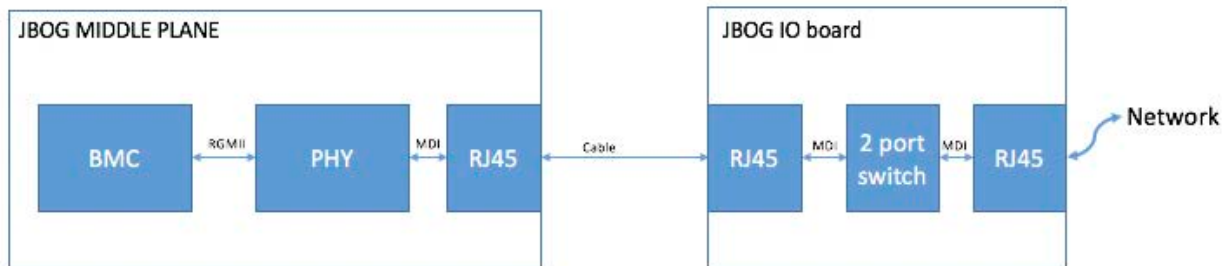 JBOG MIDDLE PLANE
JBOG IO board
BMC
RGMII
PHY
MDI
RJ45
Cable
RJ45
MDI
2 port
switch
MDI
RJ45
Network